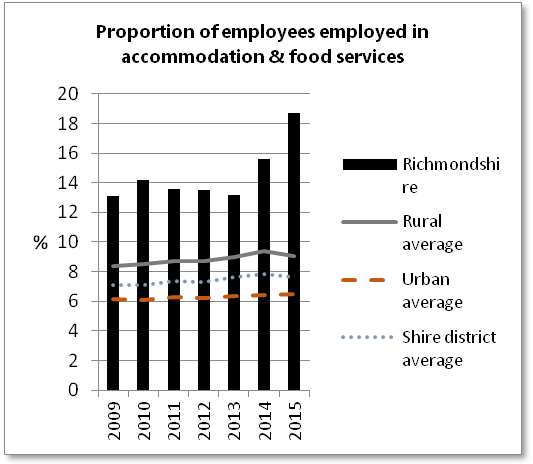 Proportion of employees employed in
accommodation & food services
20
18
16
14
12
10
8
6
4
2
0
%
2009
2010
2011
2012
2013
2014
2015
Richmondshi
re
Rural
average
Urban
average
Shire district
average